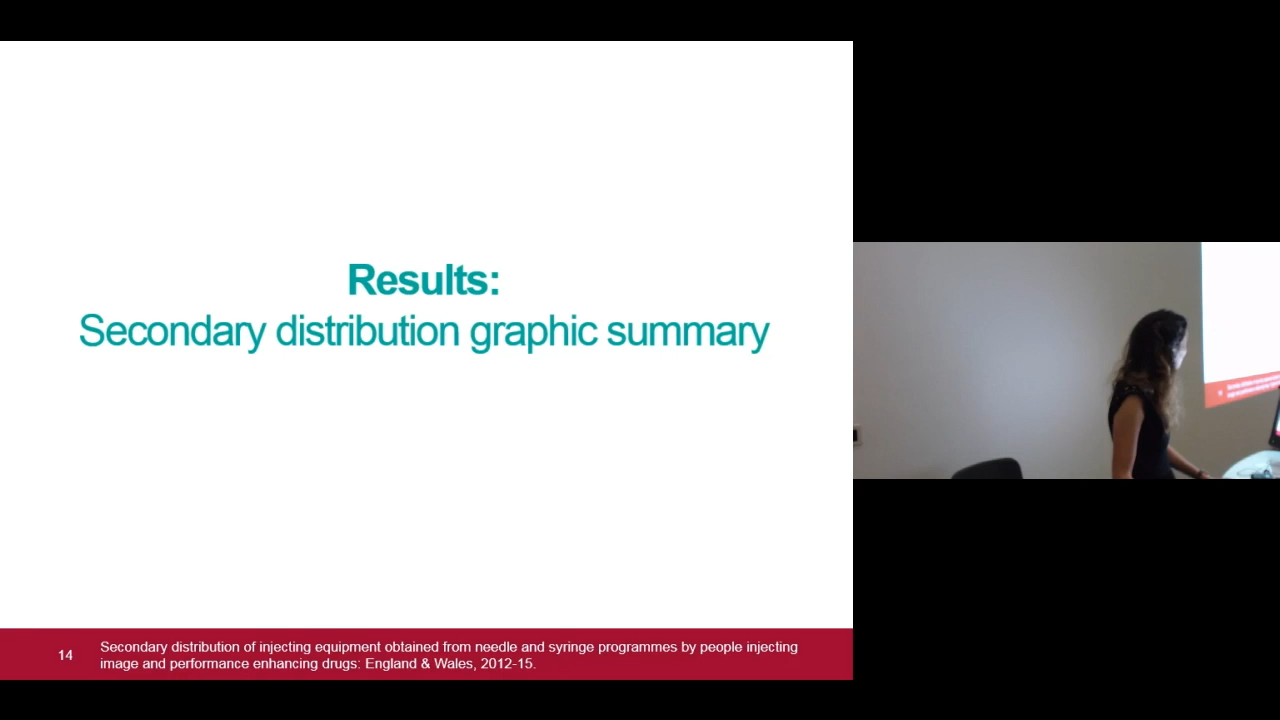 Results:
Secondary distribution graphic summary
14
Secondary distribution of injecting equipment obtained from needle and syringe programmes by people injecting
image and performance enhancing drugs: England & Wales, 2012-15.